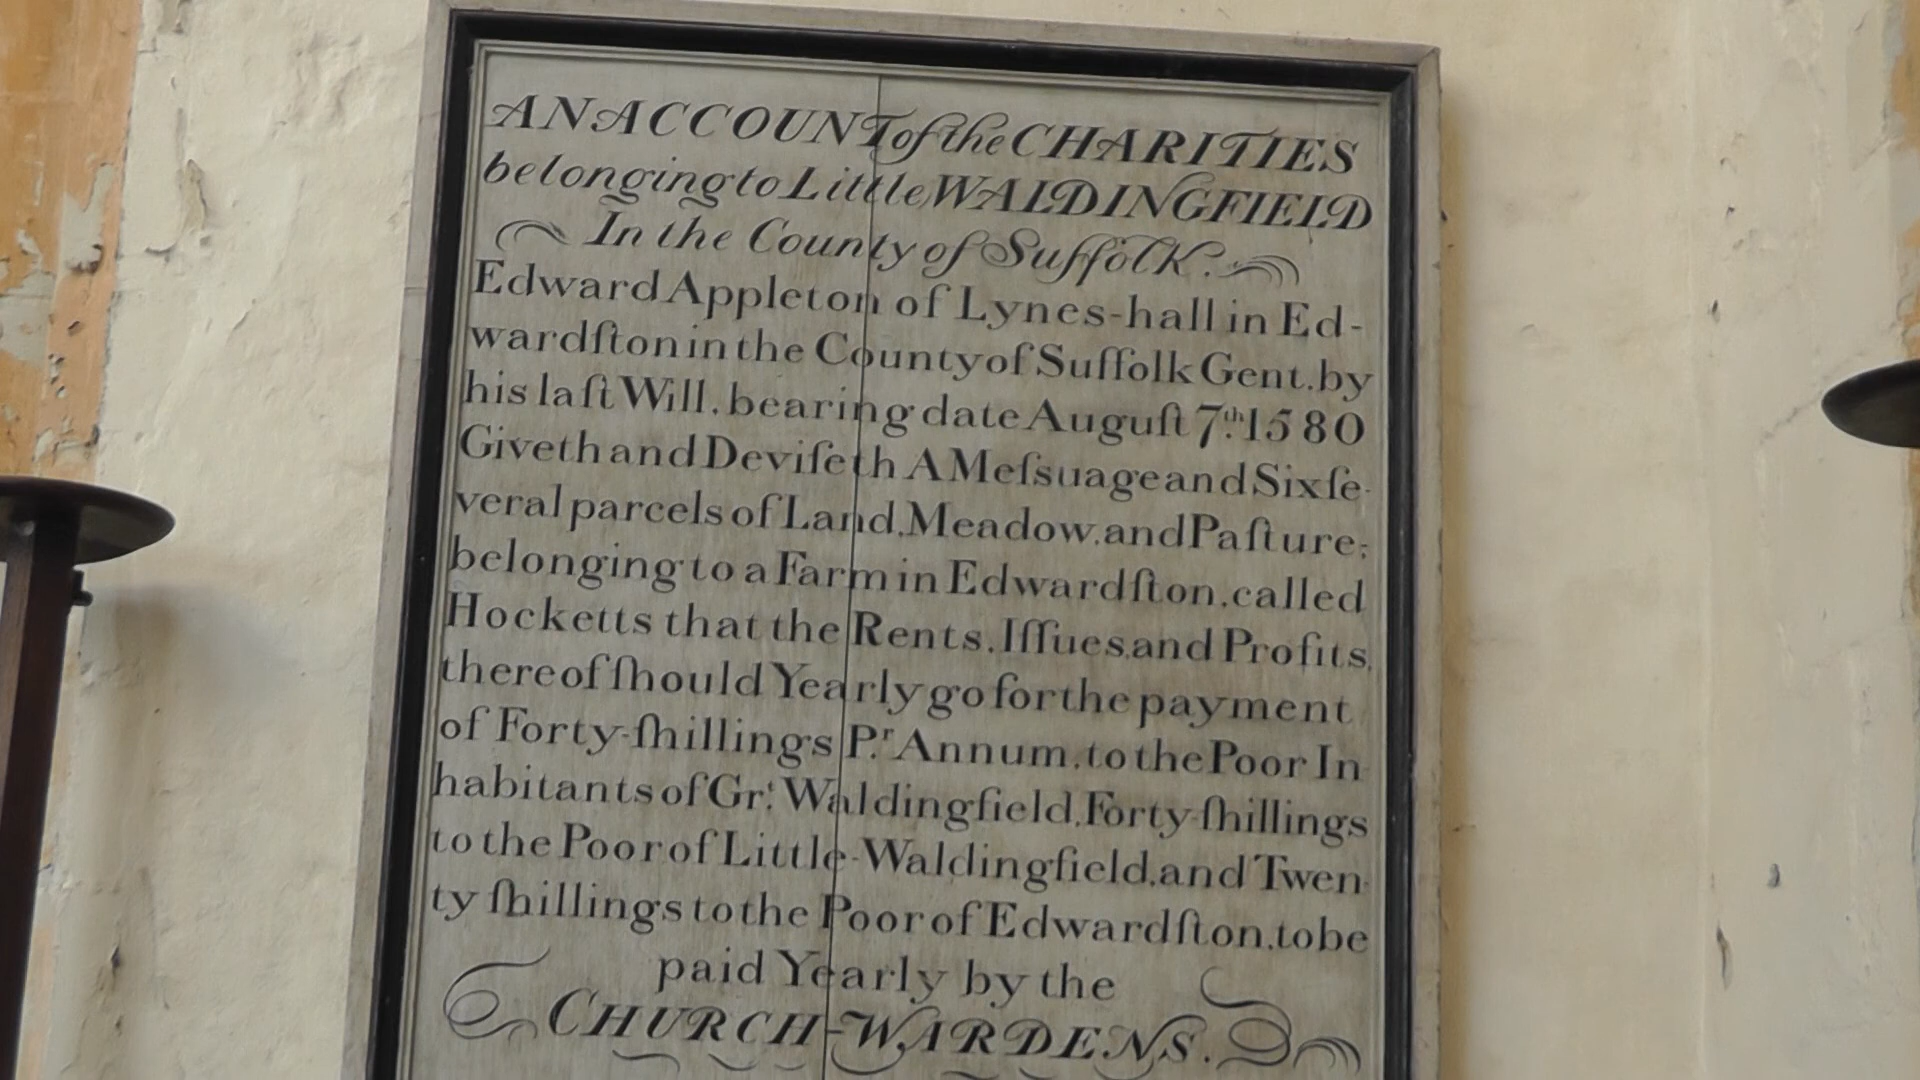 AN ACCOUNT of the CHARITIES
belonging to Little WALDINGFIELD
In the County of Suffolk.
Edward Appleton of Lynes-hall in Ed-
wardſton in the County of Suffolk Gent. by
his laſt Will, bearing date Auguſt 7th. 1580
Giveth and Deviſeth A Meſsuage and Six ſe-
veral parcels of Land, Meadow, and Paſture,
belonging to a Farm in Edwardſton, called
Hocketts that the Rents, Iſſues, and Profits,
thereof ſhould Yearly go for the payment
of Forty-ſhillings P.r Annum, to the Poor In-
habitants of Gr.t Waldingfield, Forty-ſhillings
to the Poor of Little-Waldingfield, and Twen-
ty ſhillings to the Poor of Edwardſton, to be
paid Yearly by the
CHURCH-WARDENS.